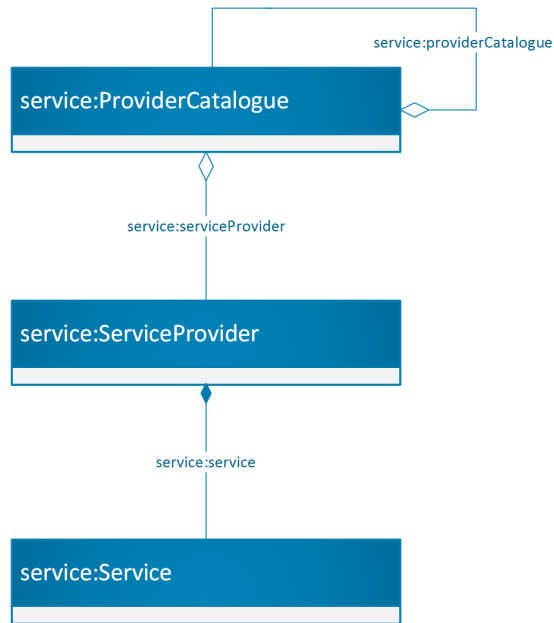 service:providerCatalogue
service:ProviderCatalogue
service:serviceProvider
service:ServiceProvider
service:service
service:Service